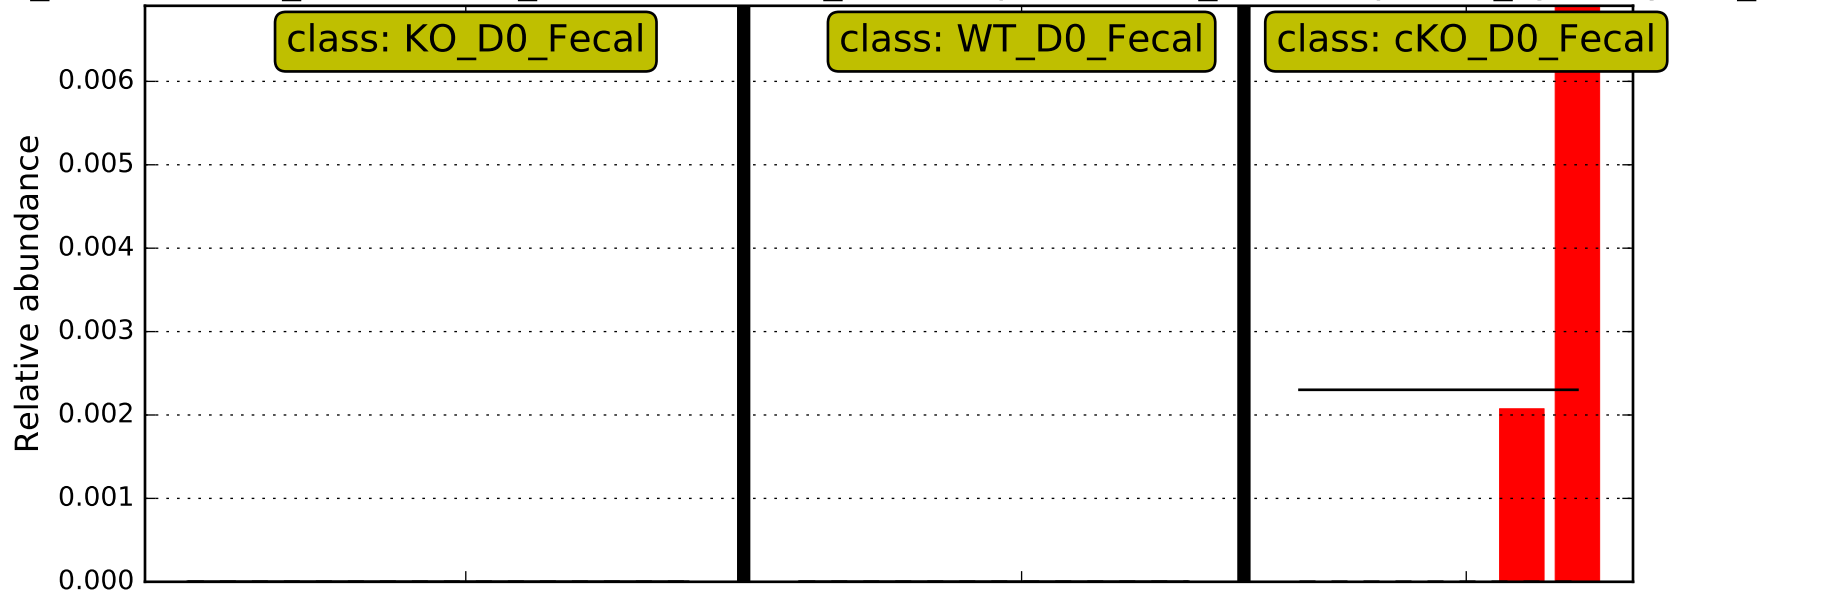 class: KO_D0_Fecal
class: WT_D0_Fecal
class: cKO_D0_Fecal
0.006
0.005
0.004
0.003
0.002
0.001
0.000
Relative abundance